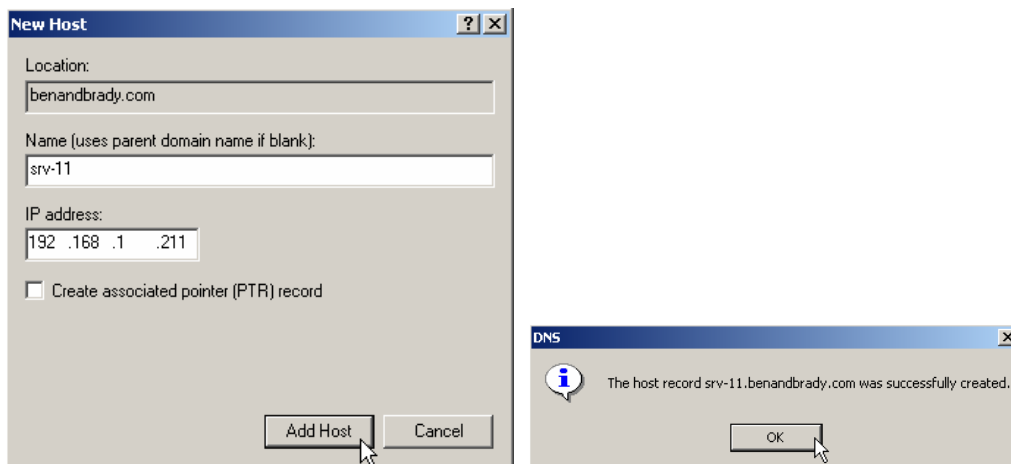 New Host
Location:
benandbrady.com
Name (uses parent domain name if blank):
srv-11
IP address:
192 .168 .1 .211
Create associated pointer (PTR) record
Add Host
Cancel
DNS
The host record srv-11.benandbrady.com was successfully created.
OK